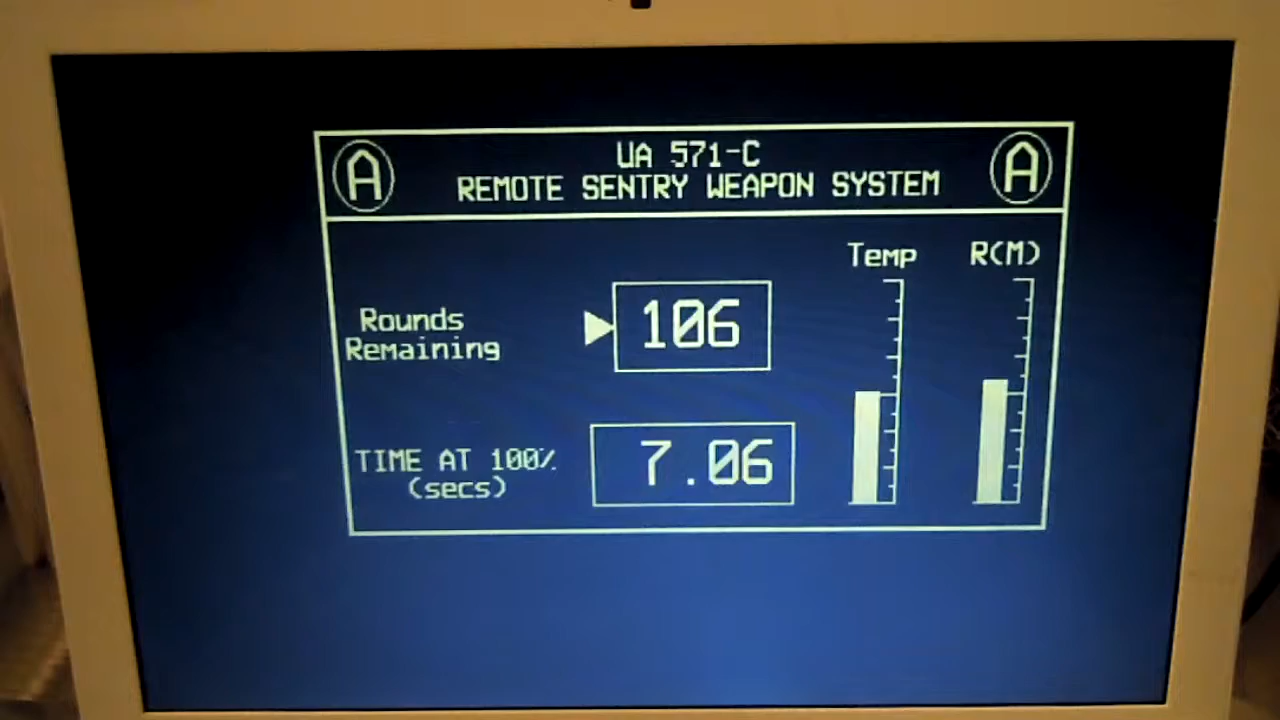 A
UA 571-C
A
REMOTE SENTRY WEAPON SYSTEM
Temp
R(M)
Rounds
Remaining
106
TIME AT 100%
(secs)
7.06